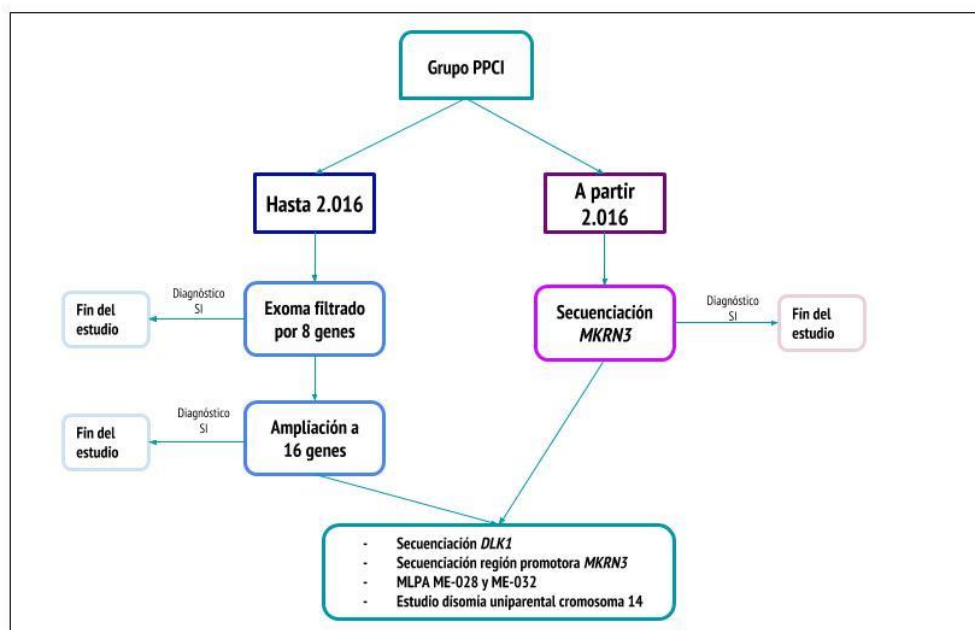 Grupo PPCI
Hasta 2.016
A partir
2.016
Diagnóstico
SI
Fin del
estudio
Exoma filtrado
por 8 genes
Secuenciación
MKRN3
Diagnóstico
SI
Fin del
estudio
Diagnóstico
SI
Fin del
estudio
Ampliación a
16 genes
- Secuenciación DLK1
- Secuenciación región promotora MKRN3
- MLPA ME-028 y ME-032
- Estudio disomía uniparental cromosoma 14